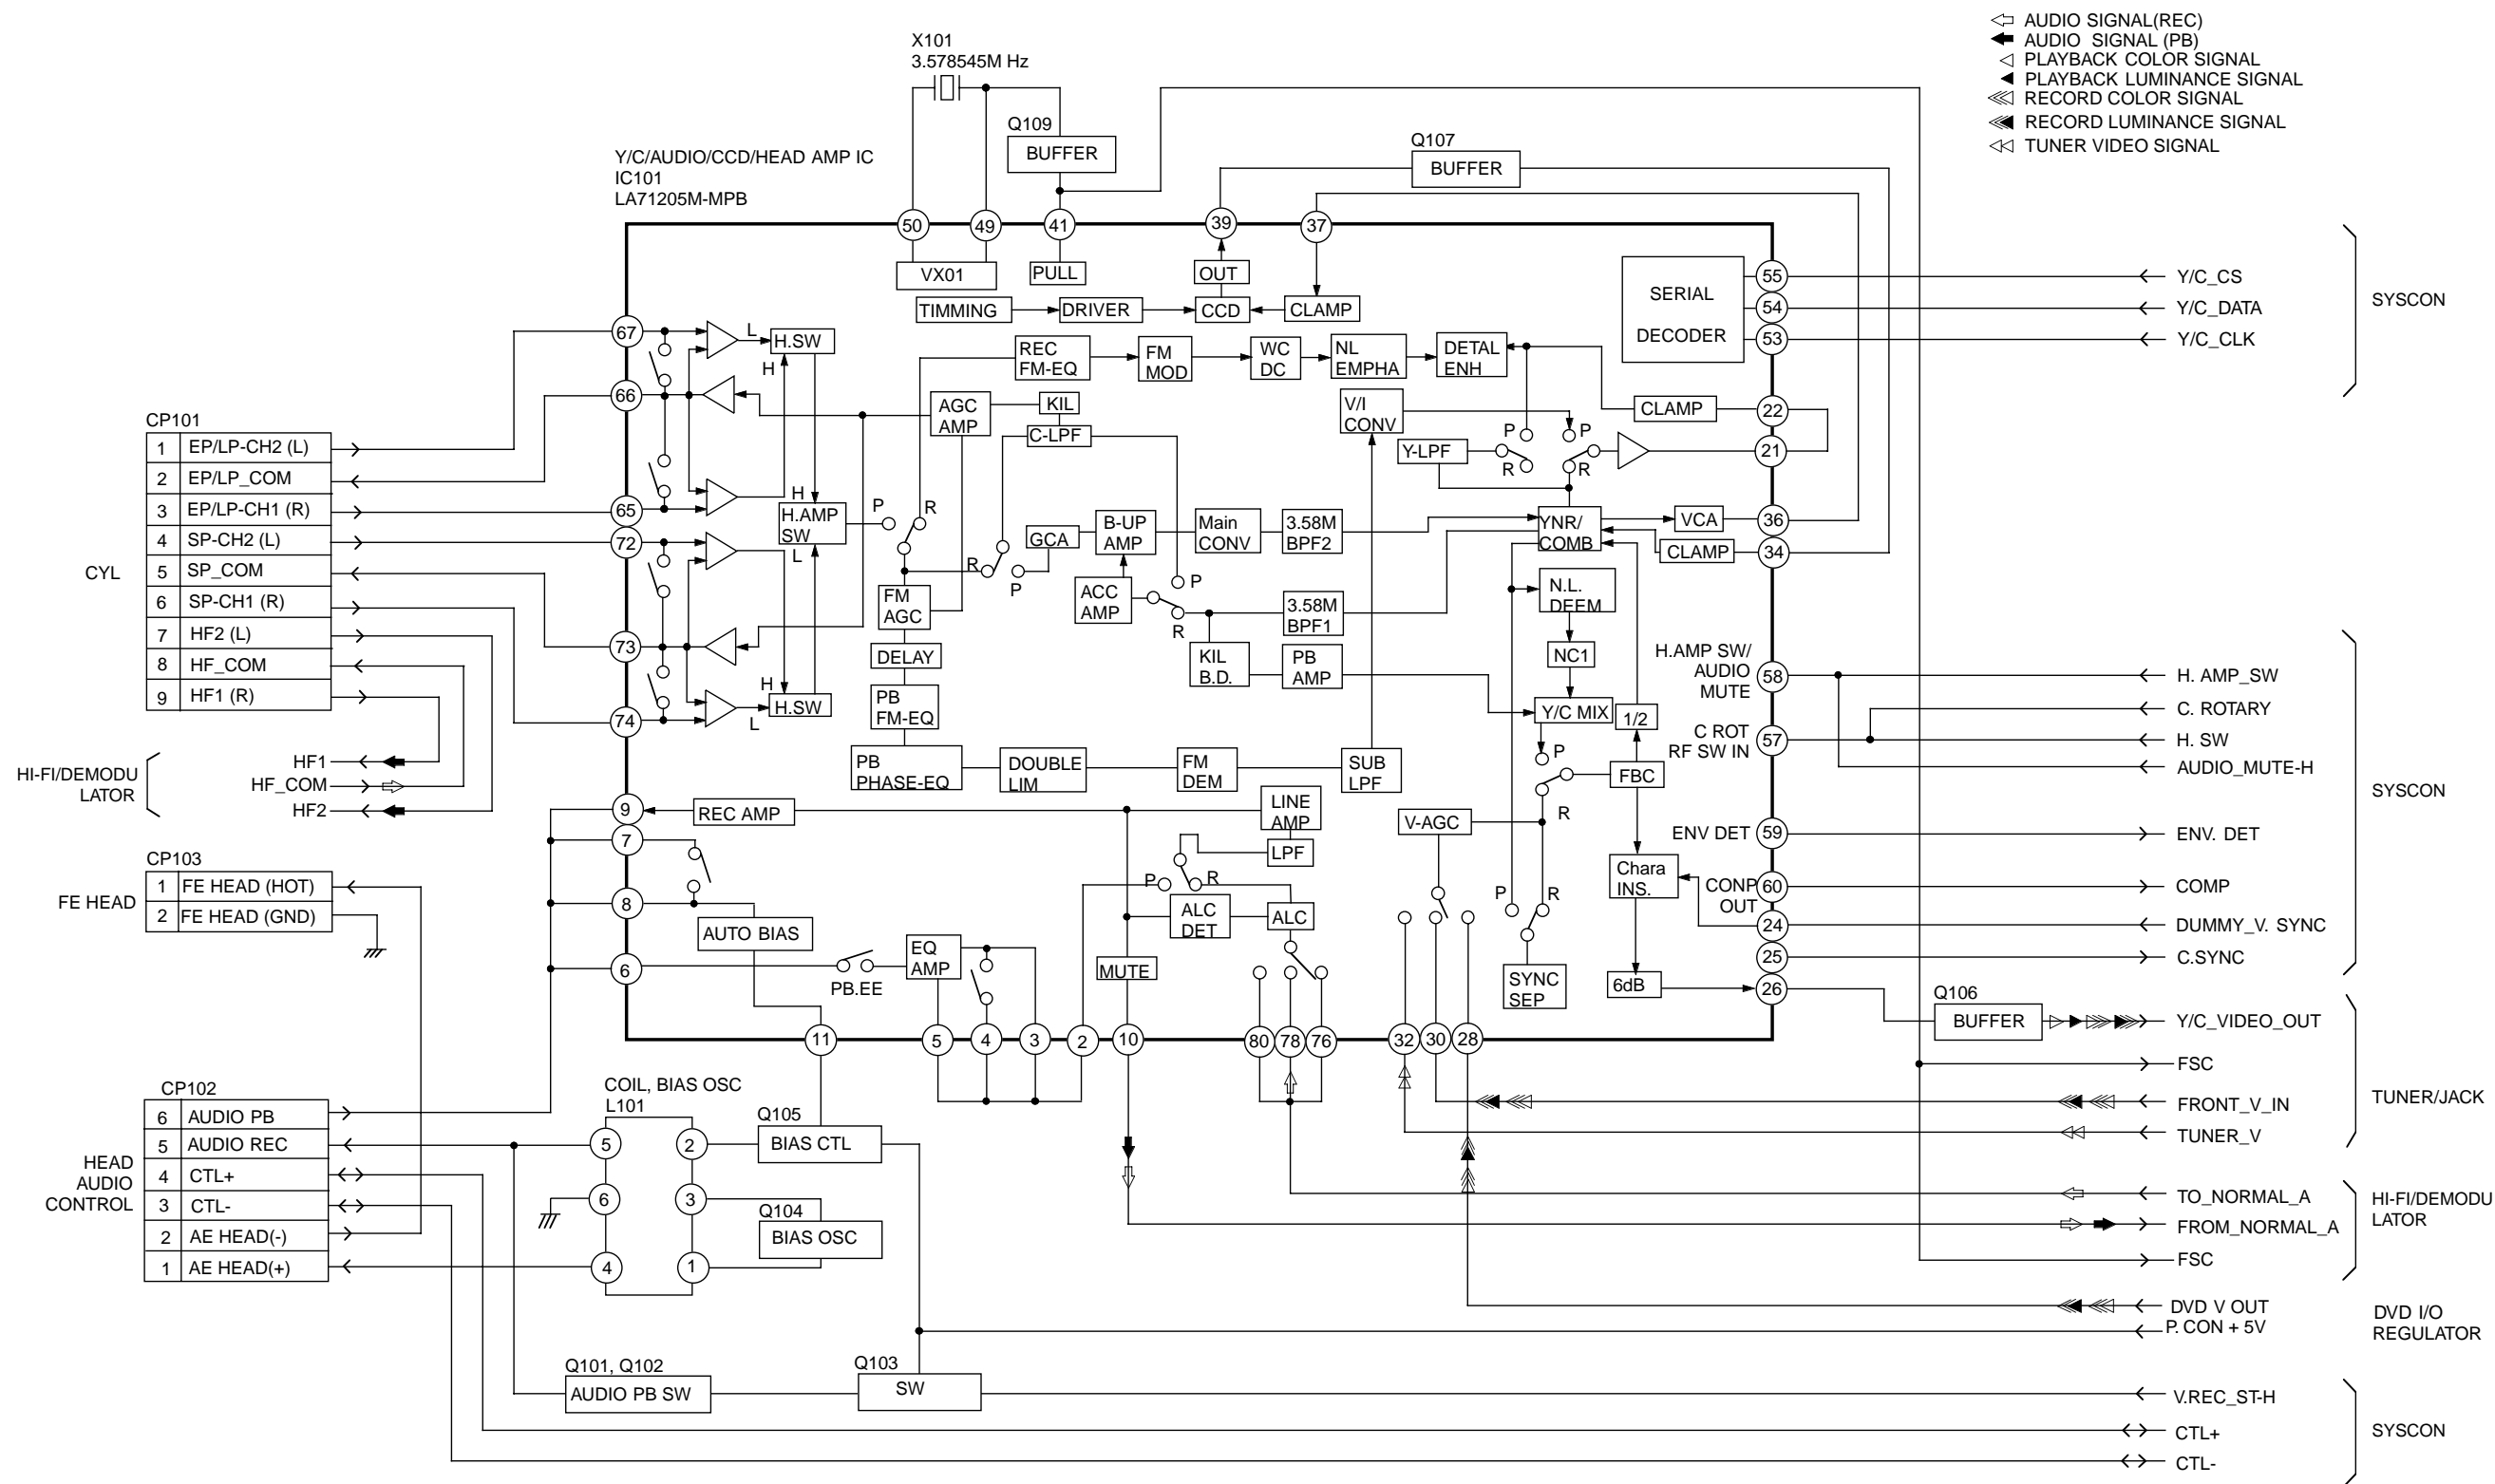 AUDIO SIGNAL(REC)
AUDIO SIGNAL (PB)
PLAYBACK COLOR SIGNAL
PLAYBACK LUMINANCE SIGNAL
RECORD COLOR SIGNAL
RECORD LUMINANCE SIGNAL
TUNER VIDEO SIGNAL
X101
3.578545M Hz
Q109
BUFFER
Q107
BUFFER
Y/C/AUDIO/CCD/HEAD AMP IC
IC101
LA71205M-MPB
50
49
41
39
37
VX01
PULL
OUT
TIMMING
DRIVER
CCD
CLAMP
SERIAL
DECODER
55
54
53
Y/C_CS
Y/C_DATA
Y/C_CLK
SYSCON
67
66
65
72
73
74
L
H.SW
H
H
H.AMP
SW
L
H
H.SW
L
P
R
REC
FM-EQ
FM
MOD
WC
DC
NL
EMPHA
DETAL
ENH
CLAMP
22
21
AGC
AMP
KIL
C-LPF
V/I
CONV
Y-LPF
P
R
P
R
GCA
B-UP
AMP
Main
CONV
3.58M
BPF2
YNR/
COMB
VCA
36
CLAMP
34
R
P
FM
AGC
ACC
AMP
P
R
3.58M
BPF1
N.L.
DEEM
DELAY
KIL
B.D.
PB
AMP
NC1
PB
FM-EQ
Y/C MIX
1/2
PB
PHASE-EQ
DOUBLE
LIM
FM
DEM
SUB
LPF
P
R
FBC
CP101
CYL
1 EP/LP-CH2 (L)
2 EP/LP_COM
3 EP/LP-CH1 (R)
4 SP-CH2 (L)
5 SP_COM
6 SP-CH1 (R)
7 HF2 (L)
8 HF_COM
9 HF1 (R)
HI-FI/DEMODU
LATOR
HF1
HF_COM
HF2
CP103
FE HEAD
1 FE HEAD (HOT)
2 FE HEAD (GND)
9
7
8
6
REC AMP
LINE
AMP
LPF
V-AGC
AUTO BIAS
EQ
AMP
PB.EE
P
R
ALC
DET
ALC
MUTE
P
R
SYNC
SEP
Chara
INS.
6dB
H.AMP SW/
AUDIO
MUTE
58
C ROT
RF SW IN
57
ENV DET
59
CONP
OUT
60
24
25
26
H. AMP_SW
C. ROTARY
H. SW
AUDIO_MUTE-H
ENV. DET
COMP
DUMMY_V. SYNC
C.SYNC
SYSCON
11
5
4
3
2
10
80
78
76
32
30
28
Q106
BUFFER
Y/C_VIDEO_OUT
FSC
FRONT_V_IN
TUNER_V
TUNER/JACK
CP102
HEAD
AUDIO
CONTROL
6 AUDIO PB
5 AUDIO REC
4 CTL+
3 CTL-
2 AE HEAD(-)
1 AE HEAD(+)
COIL, BIAS OSC
L101
5
2
6
3
4
1
Q105
BIAS CTL
Q104
BIAS OSC
TO_NORMAL_A
FROM_NORMAL_A
FSC
HI-FI/DEMODU
LATOR
DVD V OUT
P. CON + 5V
DVD I/O
REGULATOR
Q101, Q102
AUDIO PB SW
Q103
SW
V.REC_ST-H
CTL+
CTL-
SYSCON